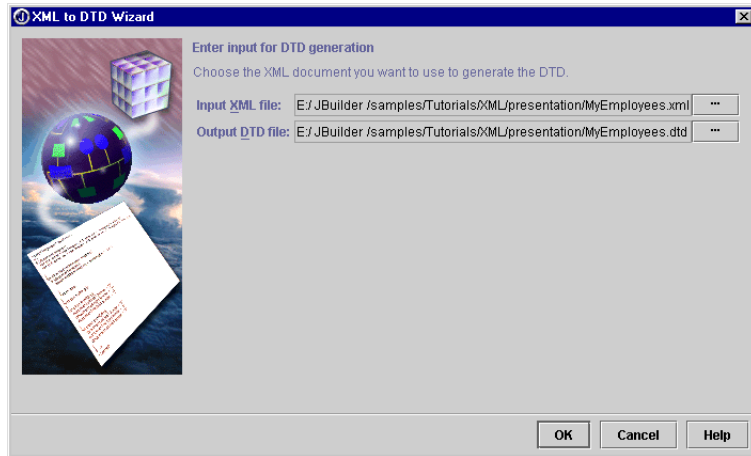 XML to DTD Wizard
Enter input for DTD generation
Choose the XML document you want to use to generate the DTD.
Input XML file: E:/ JBuilder /samples/Tutorials/XML/presentation/MyEmployees.xml ...
Output DTD file: E:/ JBuilder /samples/Tutorials/XML/presentation/MyEmployees.dtd ...
OK Cancel Help